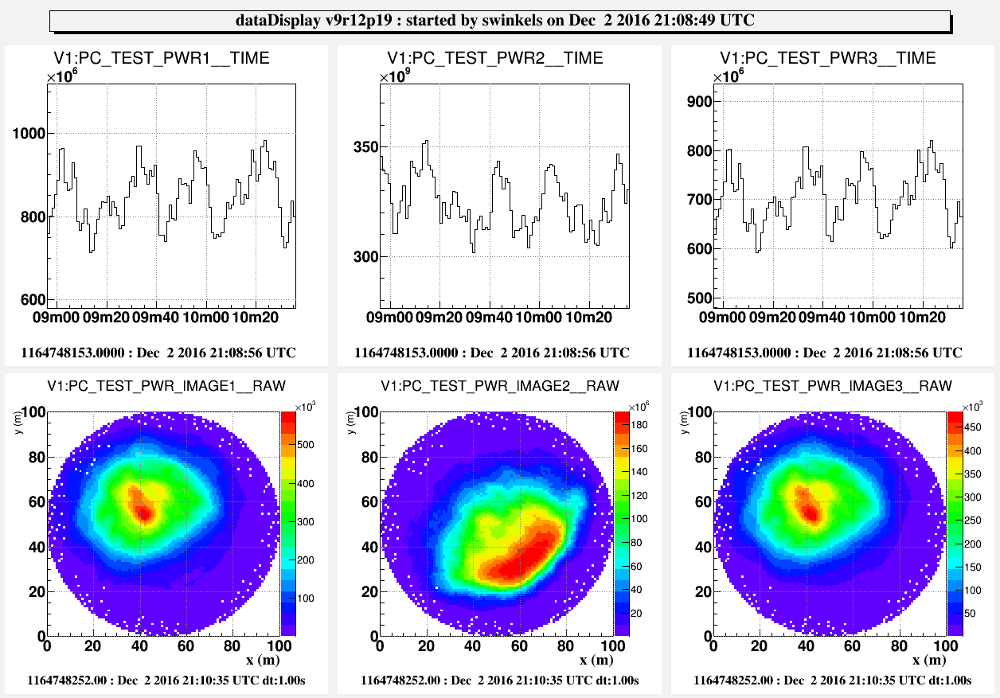 dataDisplay v9r12p19 : started by swinkels on Dec 2 2016 21:08:49 UTC
V1:PC_TEST_PWR1__TIME
×10⁶
1000
800
600
09m00 09m20 09m40 10m00 10m20
1164748153.0000 : Dec 2 2016 21:08:56 UTC
V1:PC_TEST_PWR2__TIME
×10⁹
350
300
09m00 09m20 09m40 10m00 10m20
1164748153.0000 : Dec 2 2016 21:08:56 UTC
V1:PC_TEST_PWR3__TIME
×10⁶
900
800
700
600
500
09m00 09m20 09m40 10m00 10m20
1164748153.0000 : Dec 2 2016 21:08:56 UTC
V1:PC_TEST_PWR_IMAGE1__RAW
y (m)
100
80
60
40
20
0
0 20 40 60 80 100
x (m)
×10³
500
400
300
200
100
1164748252.00 : Dec 2 2016 21:10:35 UTC dt:1.00s
V1:PC_TEST_PWR_IMAGE2__RAW
y (m)
100
80
60
40
20
0
0 20 40 60 80 100
x (m)
×10⁶
180
160
140
120
100
80
60
40
20
1164748252.00 : Dec 2 2016 21:10:35 UTC dt:1.00s
V1:PC_TEST_PWR_IMAGE3__RAW
y (m)
100
80
60
40
20
0
0 20 40 60 80 100
x (m)
×10³
450
400
350
300
250
200
150
100
50
1164748252.00 : Dec 2 2016 21:10:35 UTC dt:1.00s